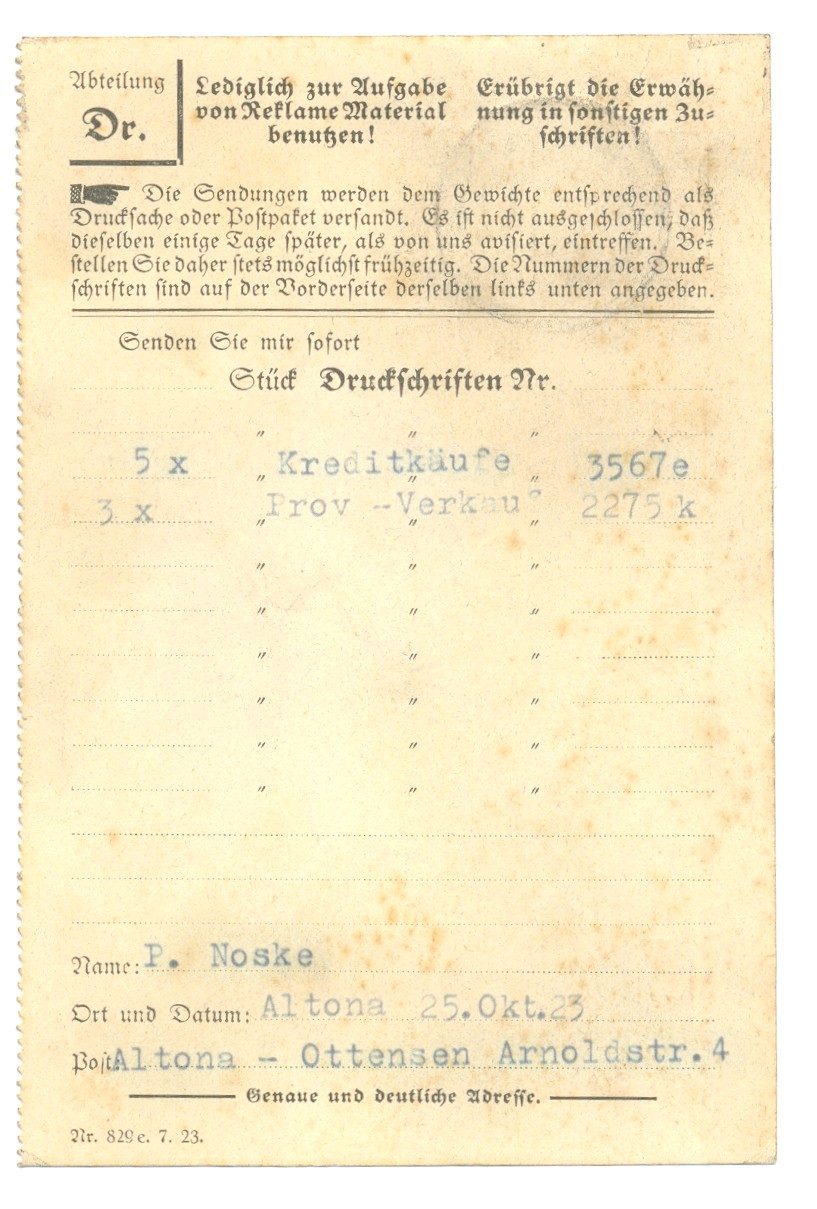 Abteilung
Dr.
Lediglich zur Aufgabe
von Reklame Material
benutzen!
Erübrigt die Erwäh-
nung in sonstigen Zu-
schriften!
Die Sendungen werden dem Gewichte entsprechend als
Drucksache oder Postpaket versandt. Es ist nicht ausgeschlossen, daß
dieselben einige Tage später, als von uns avisiert, eintreffen. Be-
stellen Sie daher stets möglichst frühzeitig. Die Nummern der Druck-
schriften sind auf der Vorderseite derselben links unten angegeben.
Senden Sie mir sofort
Stück Druckschriften Nr.
" " "
5 x " Kreditkäufe " " 3567e
3 x " Prov -Verkauf " " 2275 k
" " "
" " "
" " "
" " "
" " "
" " "
Name: P. Noske
Ort und Datum: Altona 25.Okt.23
Post Altona - Ottensen Arnoldstr.4
Genaue und deutliche Adresse.
Nr. 829e. 7. 23.